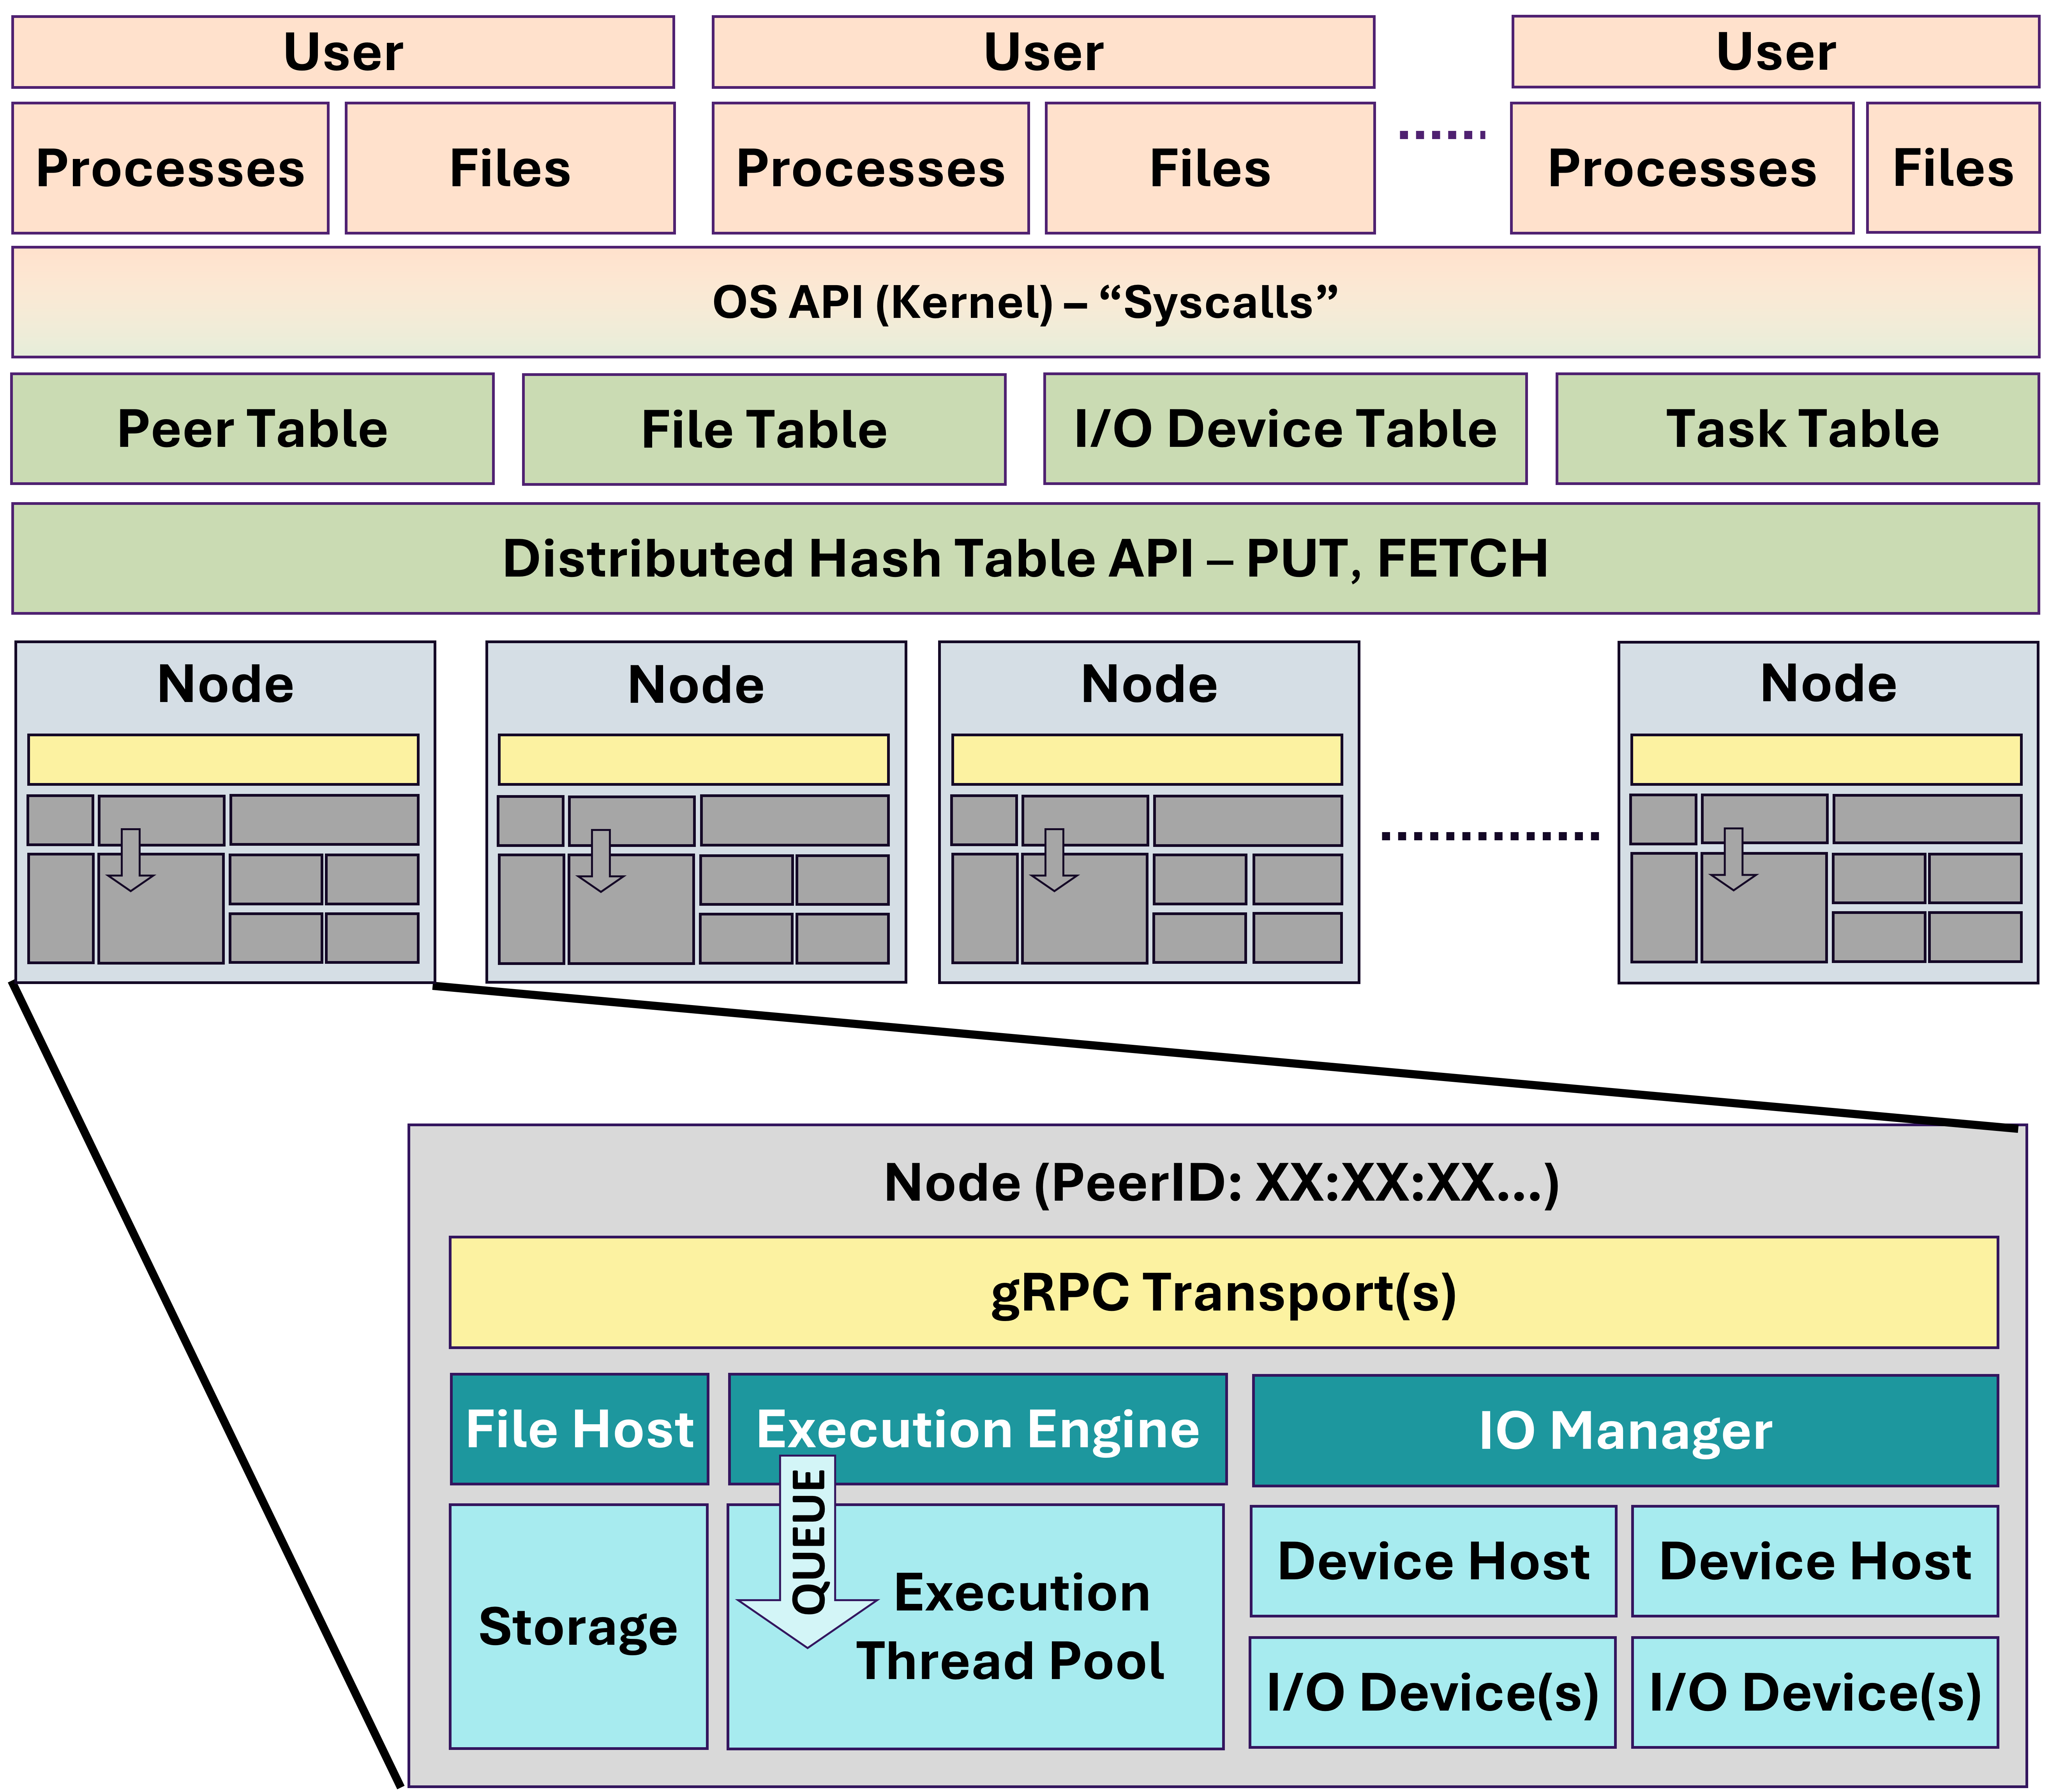 User
User
User
Processes
Files
Processes
Files
Processes
Files
OS API (Kernel) – “Syscalls”
Peer Table
File Table
I/O Device Table
Task Table
Distributed Hash Table API – PUT, FETCH
Node
Node
Node
Node
Node (PeerID: XX:XX:XX...)
gRPC Transport(s)
File Host
Execution Engine
IO Manager
QUEUE
Storage
Execution
Thread Pool
Device Host
Device Host
I/O Device(s)
I/O Device(s)